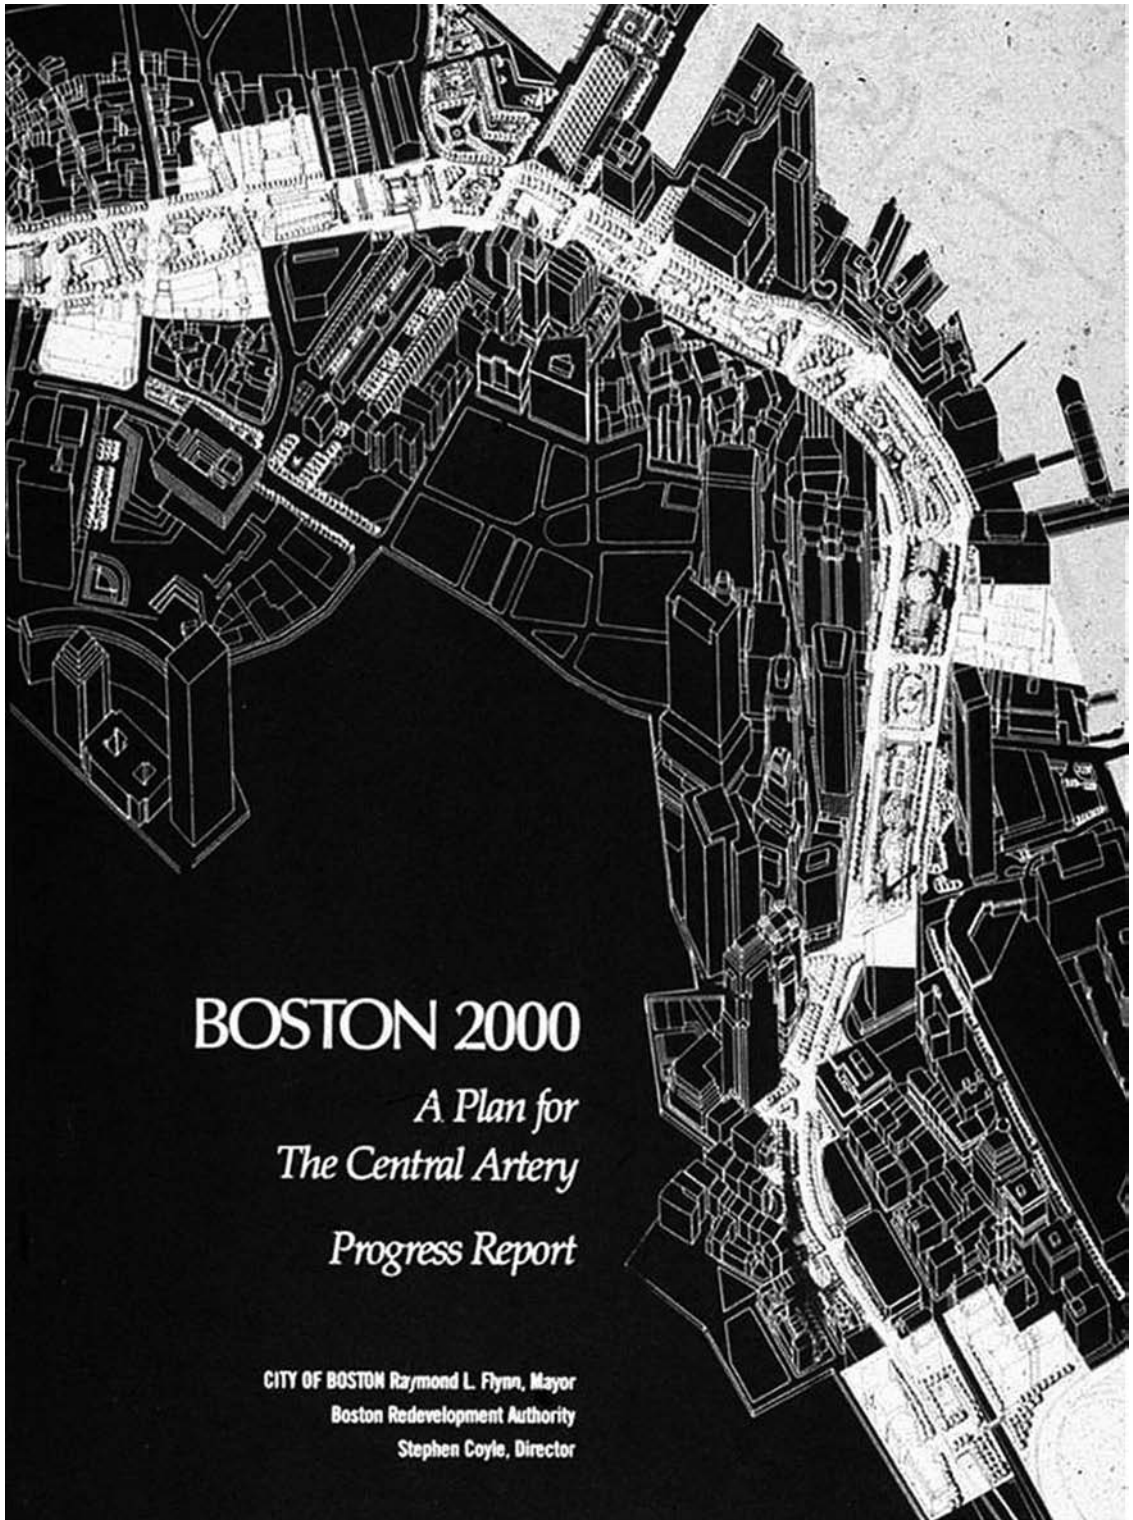 BOSTON 2000
A Plan for
The Central Artery
Progress Report
CITY OF BOSTON Raymond L. Flynn, Mayor
Boston Redevelopment Authority
Stephen Coyle, Director